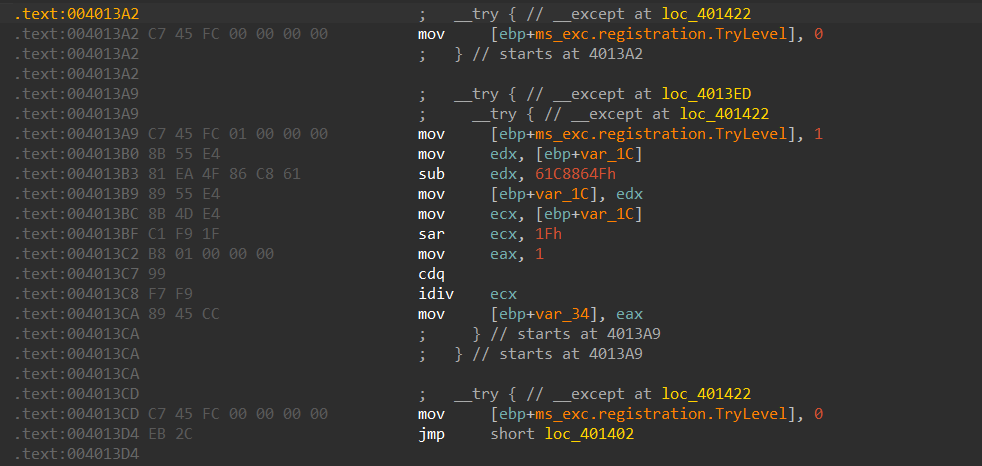 .text:004013A2 ; __try { // __except at loc_401422
.text:004013A2 C7 45 FC 00 00 00 00 mov [ebp+ms_exc.registration.TryLevel], 0
.text:004013A2 ; } // starts at 4013A2
.text:004013A2
.text:004013A9 ; __try { // __except at loc_4013ED
.text:004013A9 ; __try { // __except at loc_401422
.text:004013A9 C7 45 FC 01 00 00 00 mov [ebp+ms_exc.registration.TryLevel], 1
.text:004013B0 8B 55 E4 mov edx, [ebp+var_1C]
.text:004013B3 81 EA 4F 86 C8 61 sub edx, 61C8864Fh
.text:004013B9 89 55 E4 mov [ebp+var_1C], edx
.text:004013BC 8B 4D E4 mov ecx, [ebp+var_1C]
.text:004013BF C1 F9 1F sar ecx, 1Fh
.text:004013C2 B8 01 00 00 00 mov eax, 1
.text:004013C7 99 cdq
.text:004013C8 F7 F9 idiv ecx
.text:004013CA 89 45 CC mov [ebp+var_34], eax
.text:004013CA ; } // starts at 4013A9
.text:004013CA ; } // starts at 4013A9
.text:004013CA
.text:004013CD ; __try { // __except at loc_401422
.text:004013CD C7 45 FC 00 00 00 00 mov [ebp+ms_exc.registration.TryLevel], 0
.text:004013D4 EB 2C jmp short loc_401402
.text:004013D4